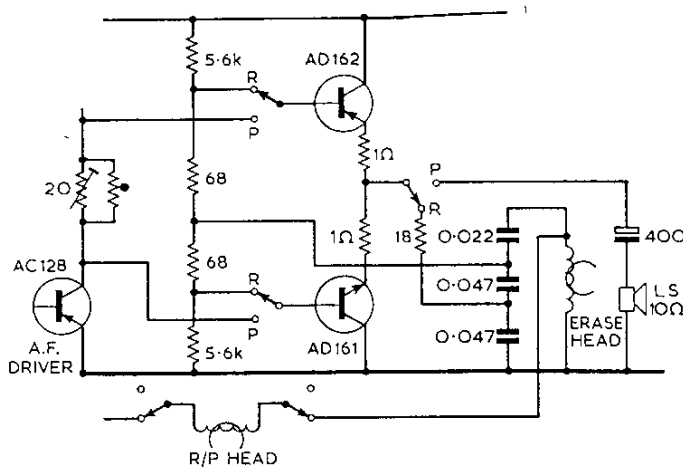 5·6k
AD162
R
P
1Ω
P
20
68
R
1Ω
18
0·022
400
AC128
68
R
0·047
LS
10Ω
P
ERASE
HEAD
A.F.
DRIVER
5·6k
AD161
0·047
R/P HEAD